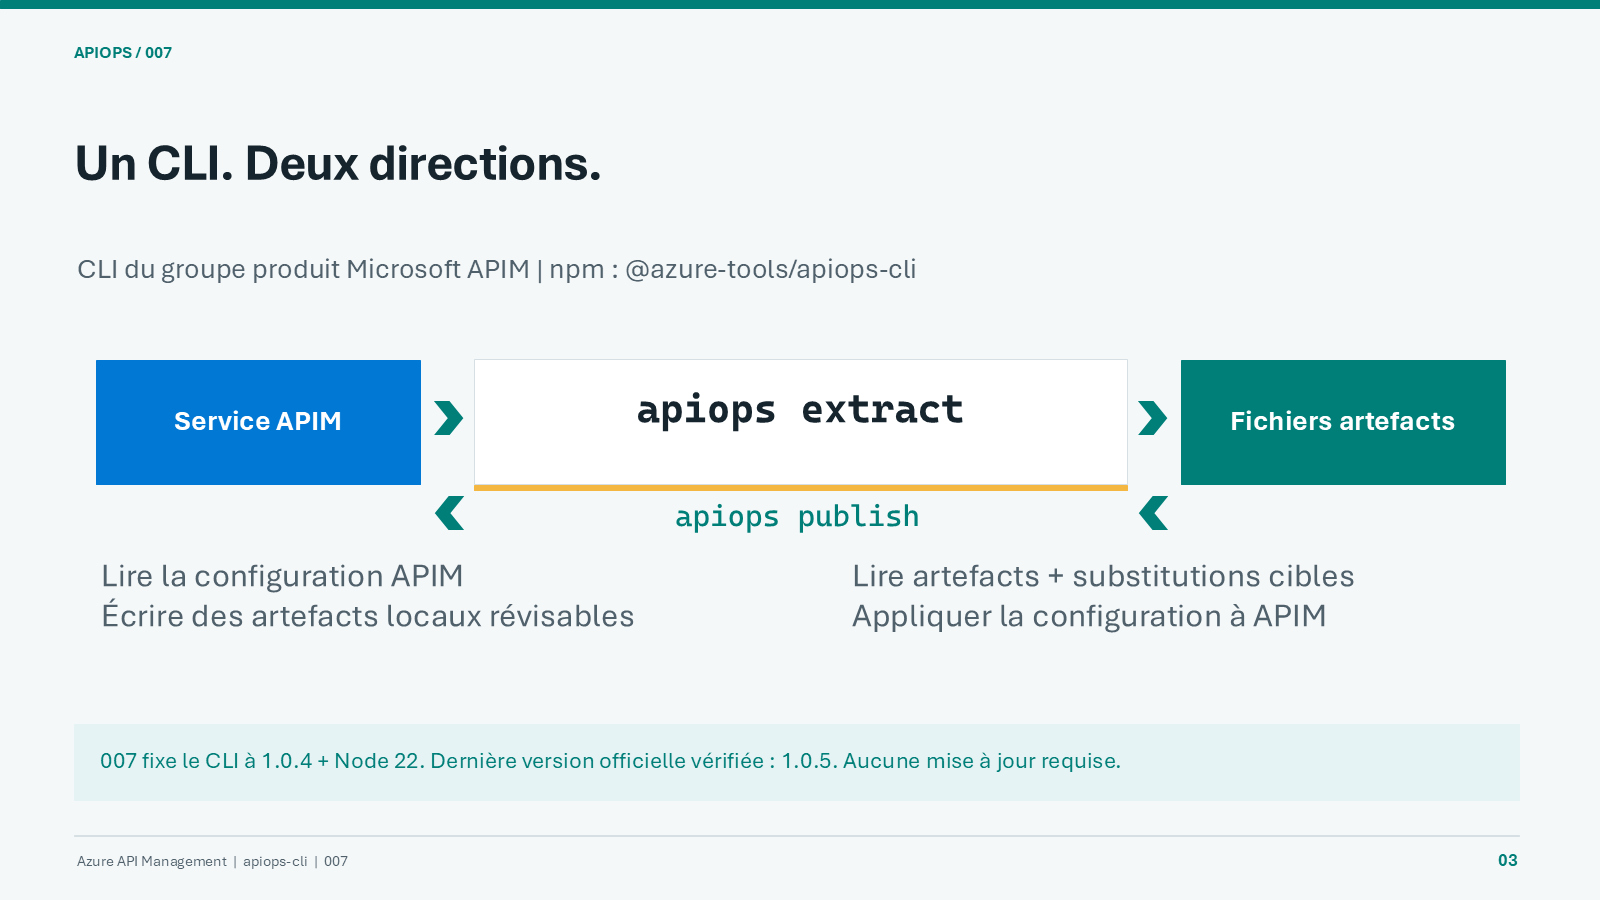 APIOPS / 007
Un CLI. Deux directions.
CLI du groupe produit Microsoft APIM | npm : @azure-tools/apiops-cli
Service APIM
apiops extract
Fichiers artefacts
apiops publish
Lire la configuration APIM
Écrire des artefacts locaux révisables
Lire artefacts + substitutions cibles
Appliquer la configuration à APIM
007 fixe le CLI à 1.0.4 + Node 22. Dernière version officielle vérifiée : 1.0.5. Aucune mise à jour requise.
Azure API Management | apiops-cli | 007
03